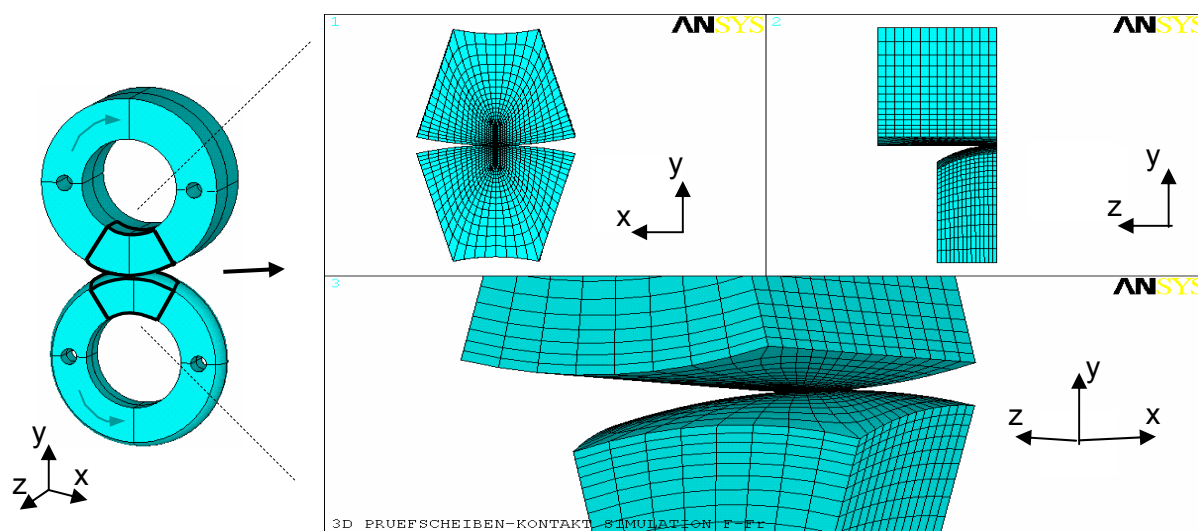 1
ANSYS
2
ANSYS
y
x
y
z
3
ANSYS
y
z
x
y
x
z
3D PRUEFSCHEIBEN-KONTAKT SIMULATION F-Fr